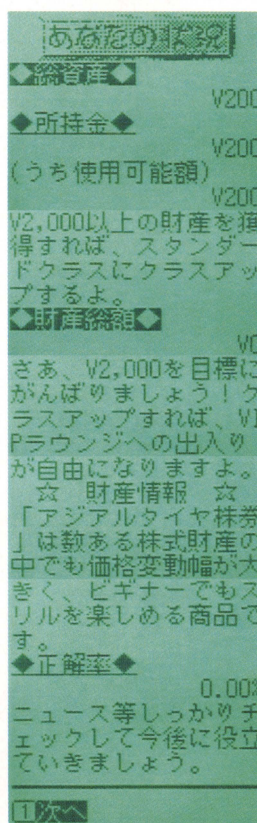 あなたの状況
◆総資産◆
V200
◆所持金◆
V200
(うち使用可能額)
V200
V2,000以上の財産を獲
得すれば、スタンダー
ドクラスにクラスアッ
プするよ。
◆財産総額◆
V0
さあ、V2,000を目標に
がんばりましょう!ク
ラスアップすれば、VI
Pラウンジへの出入り
が自由になりますよ。
☆ 財産情報 ☆
「アジアルタイヤ株券
」は数ある株式財産の
中でも価格変動幅が大
きく、ビギナーでもス
リルを楽しめる商品で
す。
◆正解率◆
0.00%
ニュース等しっかりチ
ェックして今後に役立
ていきましょう。
1次へ